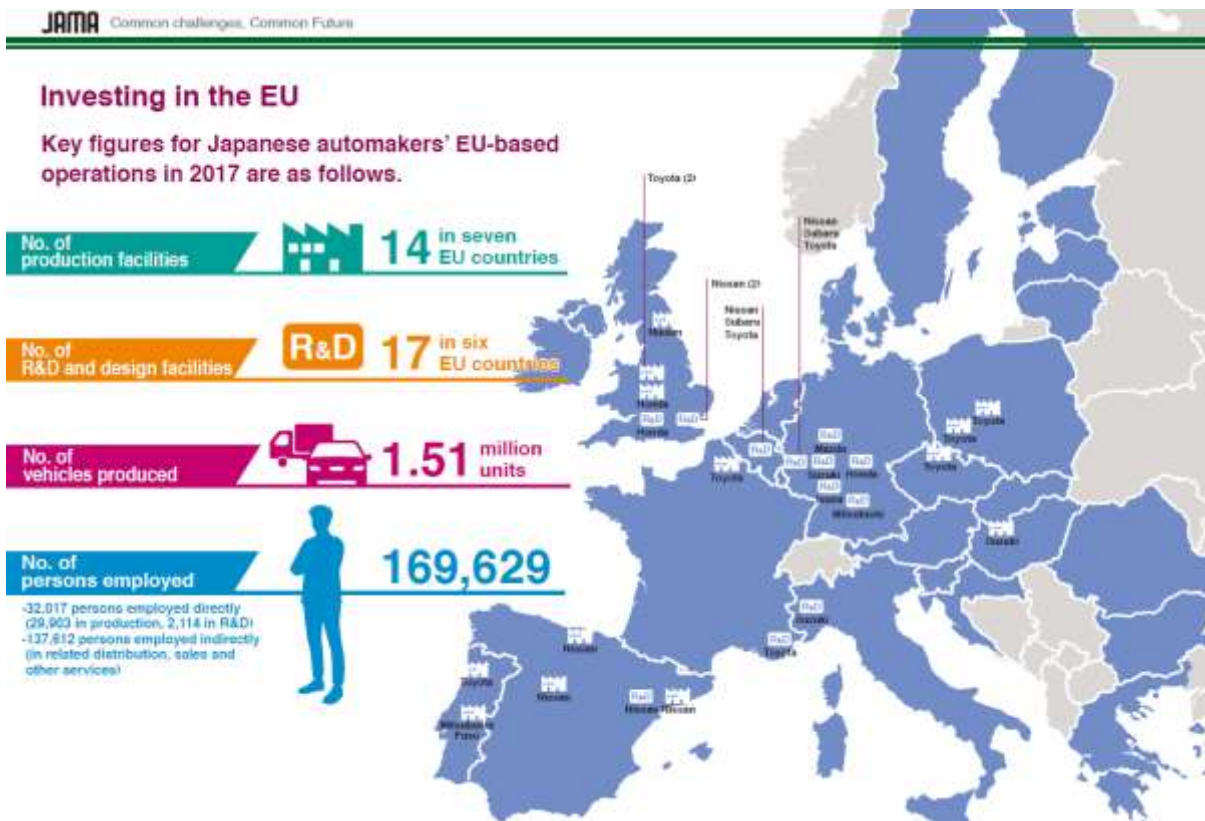 JAMA Common challenges, Common Future
Investing in the EU
Key figures for Japanese automakers' EU-based
operations in 2017 are as follows.
No. of
production facilities
14 in seven
EU countries
No. of
R&D and design facilities
R&D
17 in six
EU countries
No. of
vehicles produced
1.51 million
units
No. of
persons employed
169,629
-32,017 persons employed directly
(29,903 in production, 2,114 in R&D)
-137,612 persons employed indirectly
(in related distribution, sales and
other services)
Toyota (2)
Nissan
Subaru
Toyota
Nissan (2)
Nissan
Subaru
Toyota
Nissan
Honda
R&D
Honda
R&D
R&D
Toyota
R&D
R&D
Mazda
R&D
Suzuki
R&D
Honda
R&D
R&D
Mitsubishi
Toyota
Toyota
Toyota
Suzuki
R&D
Suzuki
R&D
Toyota
Nissan
Toyota
Nissan
R&D
Nissan
Nissan
Mitsubishi
Fuso